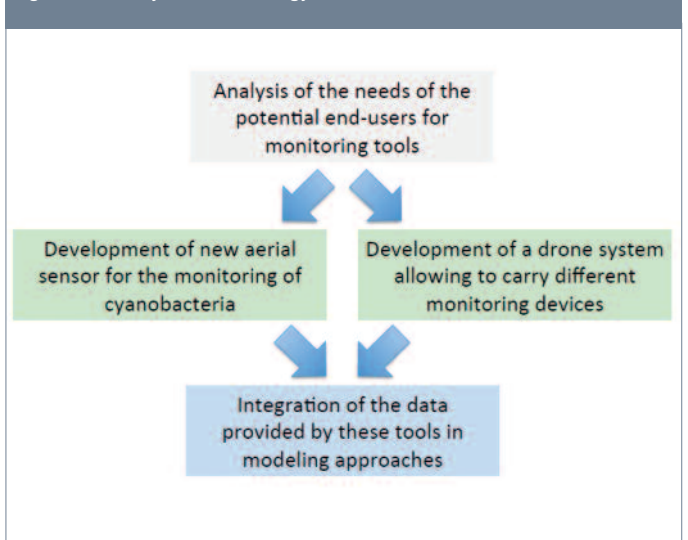 Analysis of the needs of the
potential end-users for
monitoring tools
Development of new aerial
sensor for the monitoring of
cyanobacteria
Development of a drone system
allowing to carry different
monitoring devices
Integration of the data
provided by these tools in
modeling approaches